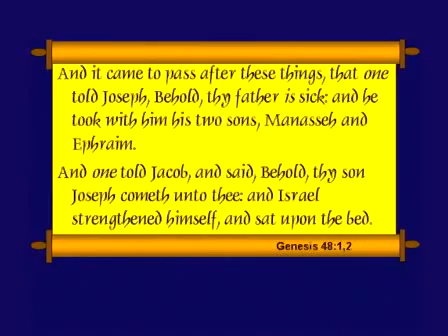 And it came to pass after these things, that one
told Joseph, Behold, thy father is sick: and he
took with him his two sons, Manasseh and
Ephraim.
And one told Jacob, and said, Behold, thy son
Joseph cometh unto thee: and Israel
strengthened himself, and sat upon the bed.
Genesis 48:1,2